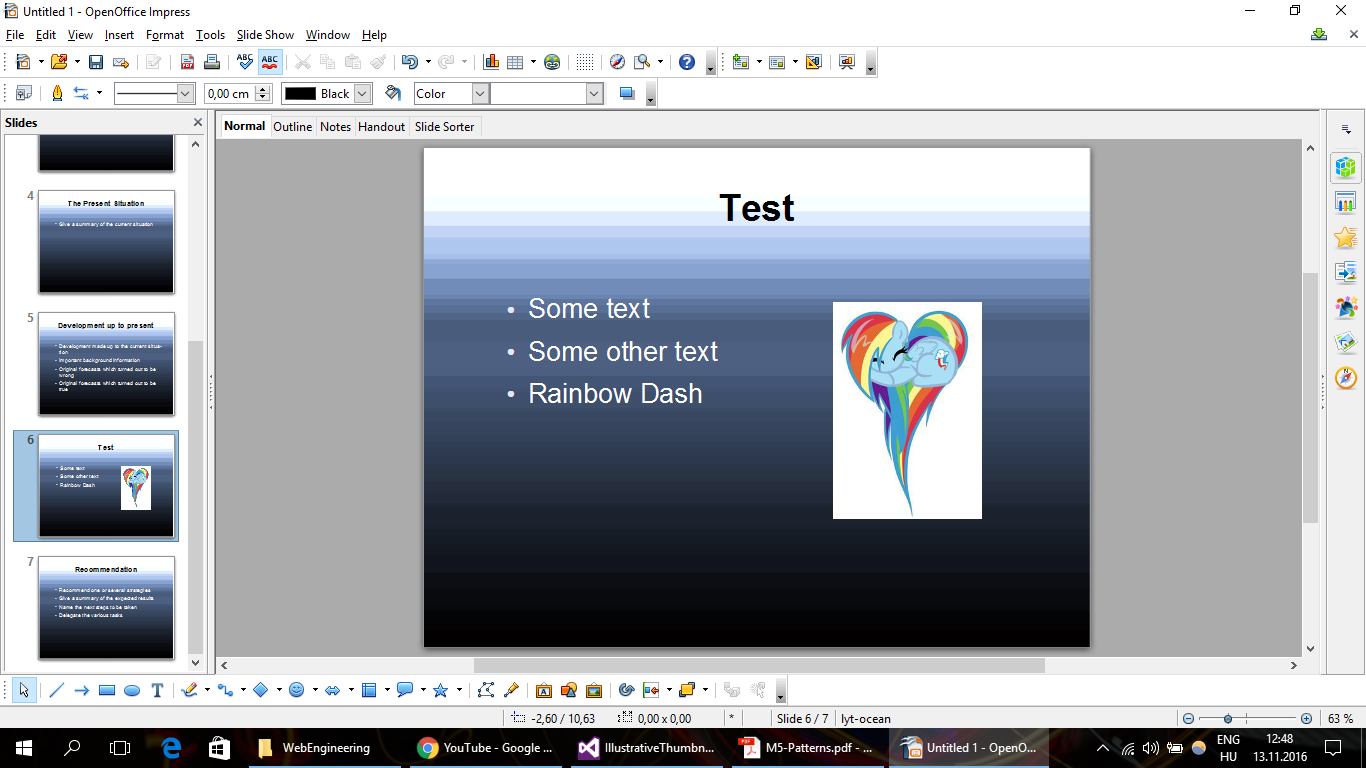 Untitled 1 - OpenOffice Impress
File Edit View Insert Format Tools Slide Show Window Help
0,00 cm Black Color
Slides
Normal Outline Notes Handout Slide Sorter
4
The Present Situation
Give a summary of the current situation
5
Development up to present
Development made up to the current situa-
tion
Important background information
Original forecasts which turned out to be
wrong
Original forecasts which turned out to be
true
6
Test
Some text
Some other text
Rainbow Dash
7
Recommendation
Recommend one or several strategies
Give a summary of the expected results
Name the next steps to be taken
Delegate the various tasks
Test
• Some text
• Some other text
• Rainbow Dash
-2,60 / 10,63 0,00 x 0,00 * Slide 6 / 7 lyt-ocean 63 %
WebEngineering YouTube - Google ... IllustrativeThumbn... M5-Patterns.pdf - ... Untitled 1 - OpenO...
ENG 12:48
HU 13.11.2016